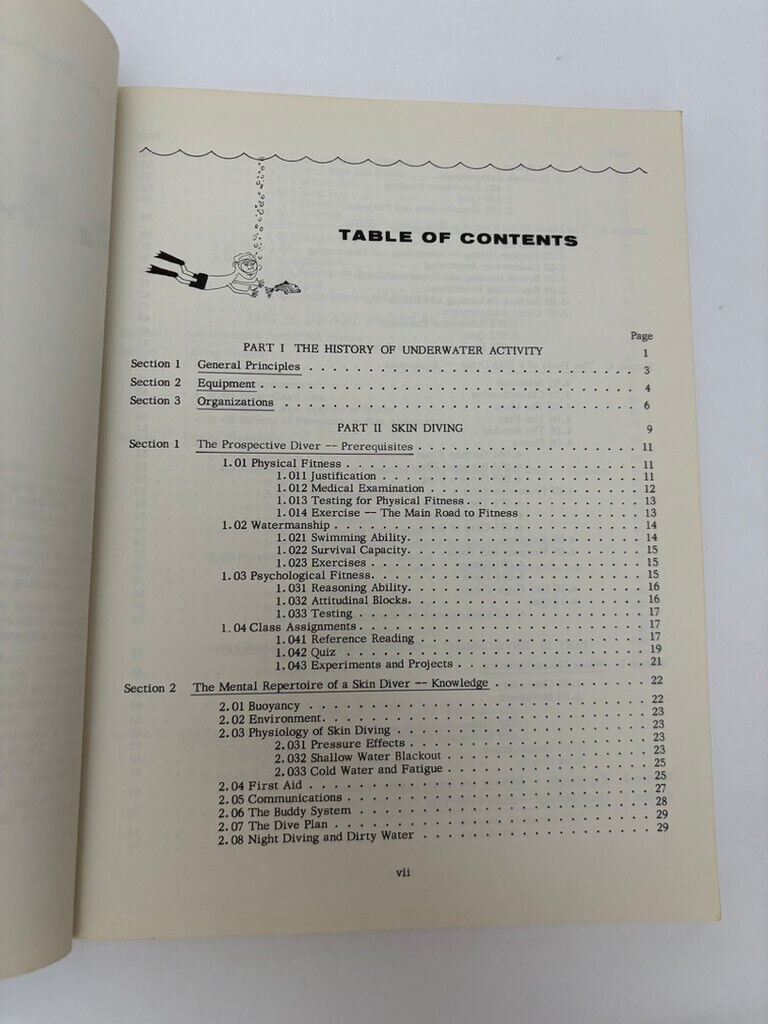 TABLE OF CONTENTS
Page
PART I THE HISTORY OF UNDERWATER ACTIVITY 1
Section 1 General Principles . . . . . . . . . . . . . . . . . . . . 3
Section 2 Equipment . . . . . . . . . . . . . . . . . . . . 4
Section 3 Organizations . . . . . . . . . . . . . . . . . . . . 6
PART II SKIN DIVING 9
Section 1 The Prospective Diver -- Prerequisites . . . . . . . . . . 11
1.01 Physical Fitness . . . . . . . . . . 11
1.011 Justification . . . . . . . . . . 11
1.012 Medical Examination . . . . . . . . . . 12
1.013 Testing for Physical Fitness . . . . . . . . . . 13
1.014 Exercise -- The Main Road to Fitness . . . . . . . . . . 13
1.02 Watermanship . . . . . . . . . . 14
1.021 Swimming Ability. . . . . . . . . . 14
1.022 Survival Capacity. . . . . . . . . . 15
1.023 Exercises . . . . . . . . . . 15
1.03 Psychological Fitness. . . . . . . . . . 15
1.031 Reasoning Ability. . . . . . . . . . 16
1.032 Attitudinal Blocks. . . . . . . . . . 16
1.033 Testing . . . . . . . . . . 17
1.04 Class Assignments . . . . . . . . . . 17
1.041 Reference Reading . . . . . . . . . . 17
1.042 Quiz . . . . . . . . . . 19
1.043 Experiments and Projects . . . . . . . . . . 21
Section 2 The Mental Repertoire of a Skin Diver -- Knowledge . . . . . . . . . . 22
2.01 Buoyancy . . . . . . . . . . 22
2.02 Environment. . . . . . . . . . 23
2.03 Physiology of Skin Diving . . . . . . . . . . 23
2.031 Pressure Effects . . . . . . . . . . 23
2.032 Shallow Water Blackout . . . . . . . . . . 23
2.033 Cold Water and Fatigue . . . . . . . . . . 25
2.04 First Aid . . . . . . . . . . 25
2.05 Communications . . . . . . . . . . 27
2.06 The Buddy System . . . . . . . . . . 28
2.07 The Dive Plan . . . . . . . . . . 29
2.08 Night Diving and Dirty Water . . . . . . . . . . 29
vii